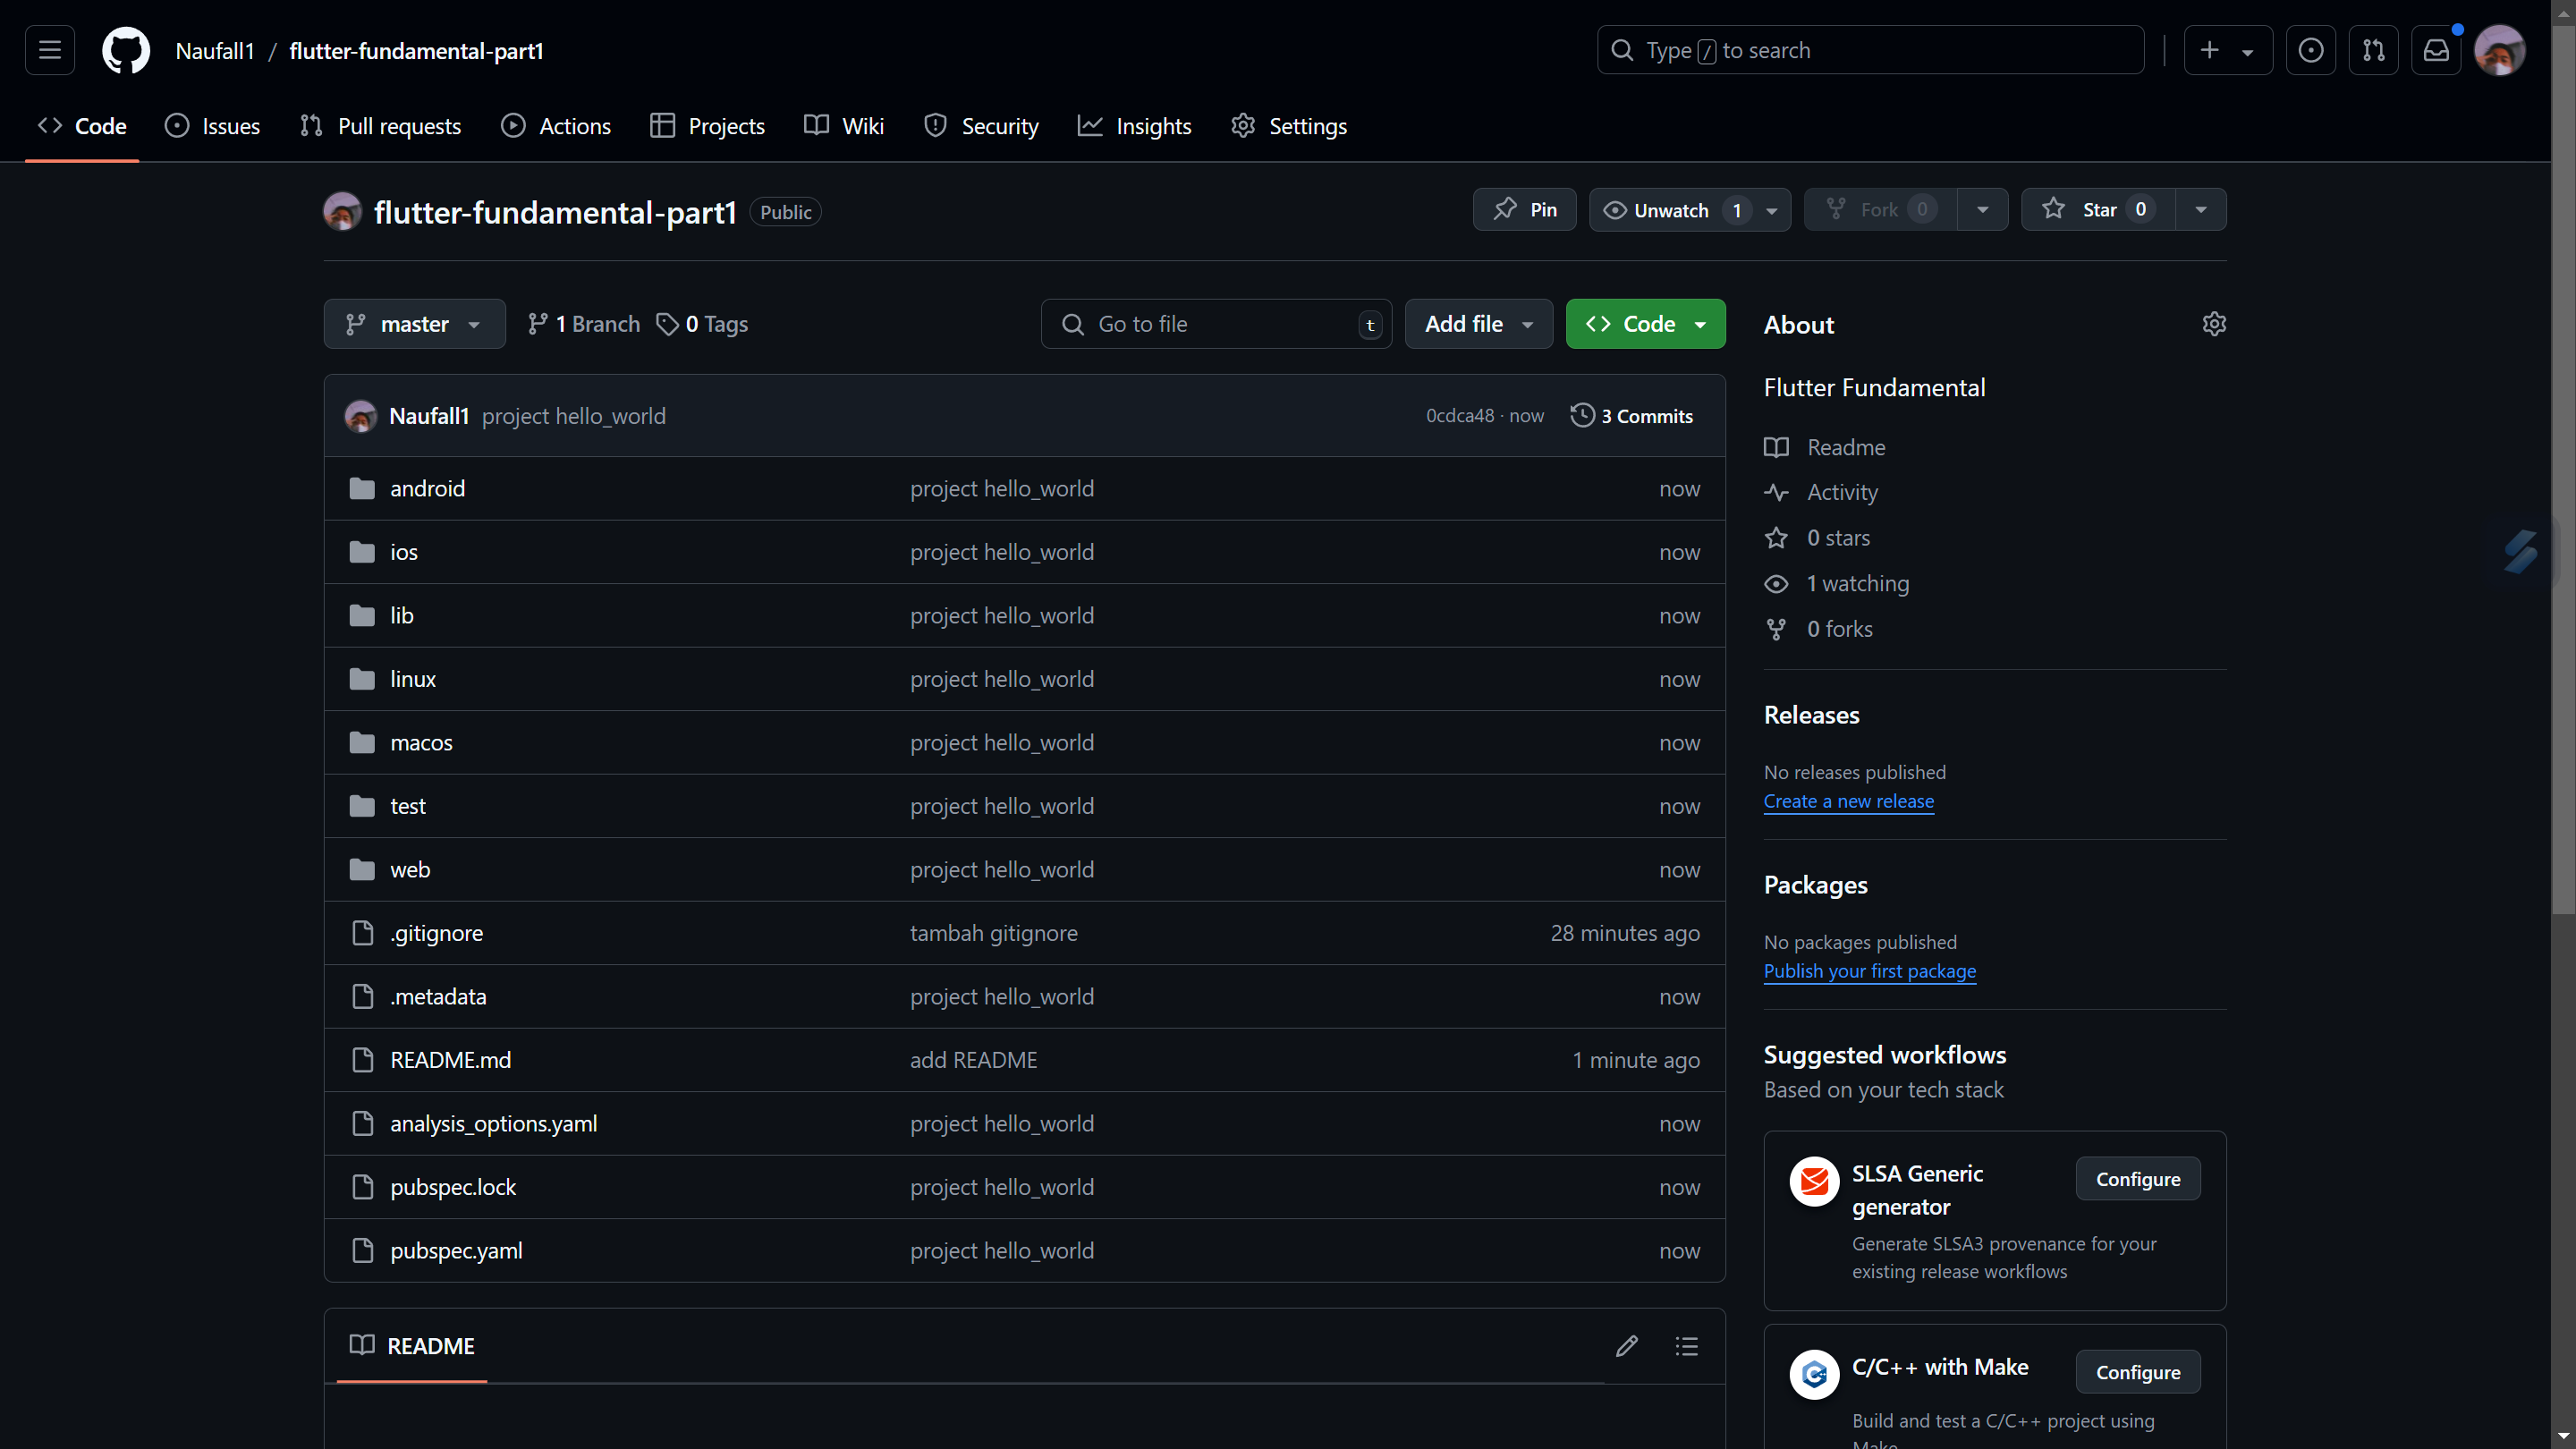 Naufall1 / flutter-fundamental-part1
Type / to search
Code
Issues
Pull requests
Actions
Projects
Wiki
Security
Insights
Settings
flutter-fundamental-part1 Public
Pin
Unwatch 1
Fork 0
Star 0
master
1 Branch
0 Tags
Go to file t
Add file
Code
Naufall1 project hello_world 0cdca48 · now 3 Commits
android project hello_world now
ios project hello_world now
lib project hello_world now
linux project hello_world now
macos project hello_world now
test project hello_world now
web project hello_world now
.gitignore tambah gitignore 28 minutes ago
.metadata project hello_world now
README.md add README 1 minute ago
analysis_options.yaml project hello_world now
pubspec.lock project hello_world now
pubspec.yaml project hello_world now
README
About
Flutter Fundamental
Readme
Activity
0 stars
1 watching
0 forks
Releases
No releases published
Create a new release
Packages
No packages published
Publish your first package
Suggested workflows
Based on your tech stack
SLSA Generic
generator
Configure
Generate SLSA3 provenance for your
existing release workflows
C/C++ with Make
Configure
Build and test a C/C++ project using
Make